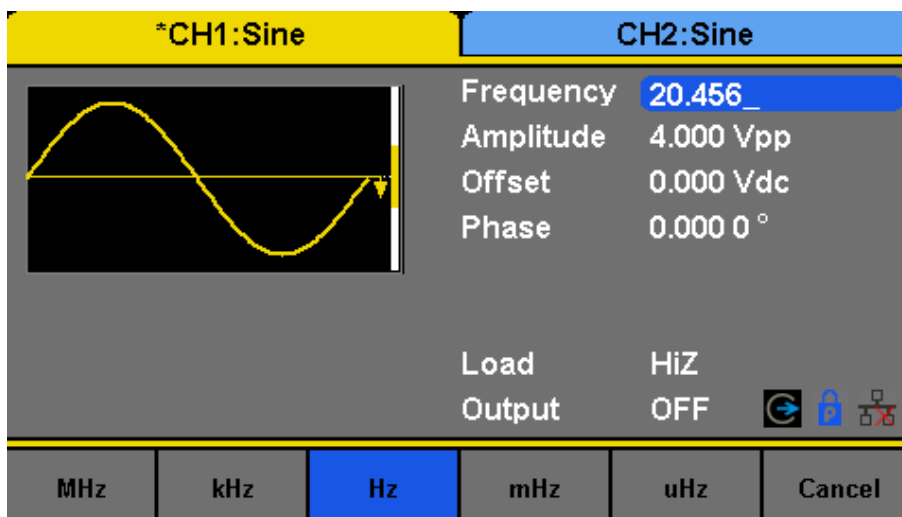 *CH1:Sine CH2:Sine
Frequency 20.456_
Amplitude 4.000 Vpp
Offset 0.000 Vdc
Phase 0.000 0 °
Load HiZ
Output OFF P
MHz kHz Hz mHz uHz Cancel